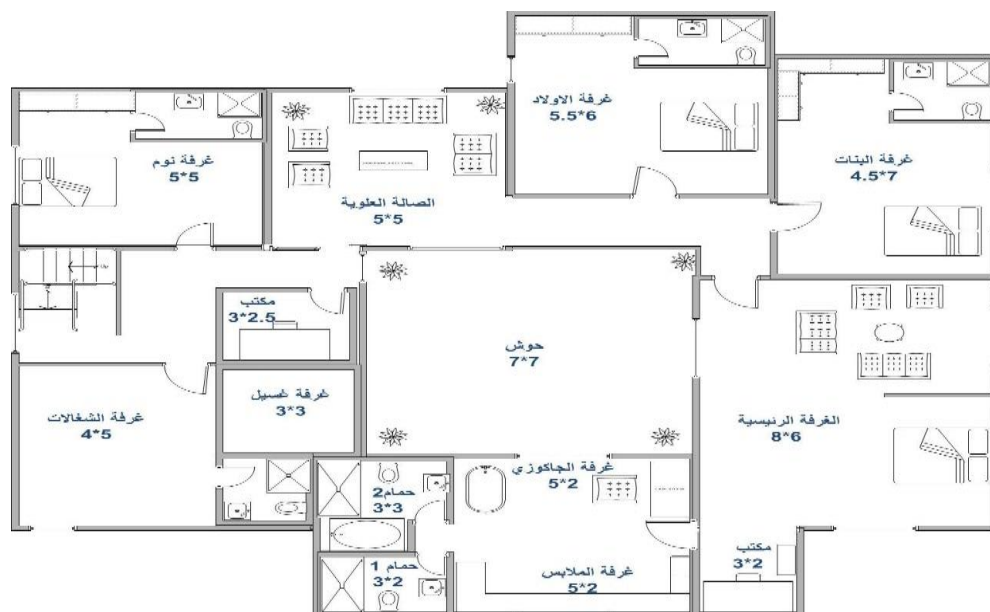 غرفة الاولاد
5.5*6
غرفة نوم
5*5
غرفة البنات
4.5*7
الصالة العلوية
5*5
مكتب
3*2.5
حوش
7*7
غرفة غسيل
3*3
غرفة الشغالات
4*5
الغرفة الرئيسية
8*6
غرفة الجاكوزي
5*2
حمام2
3*3
حمام 1
3*2
غرفة الملابس
5*2
مكتب
3*2